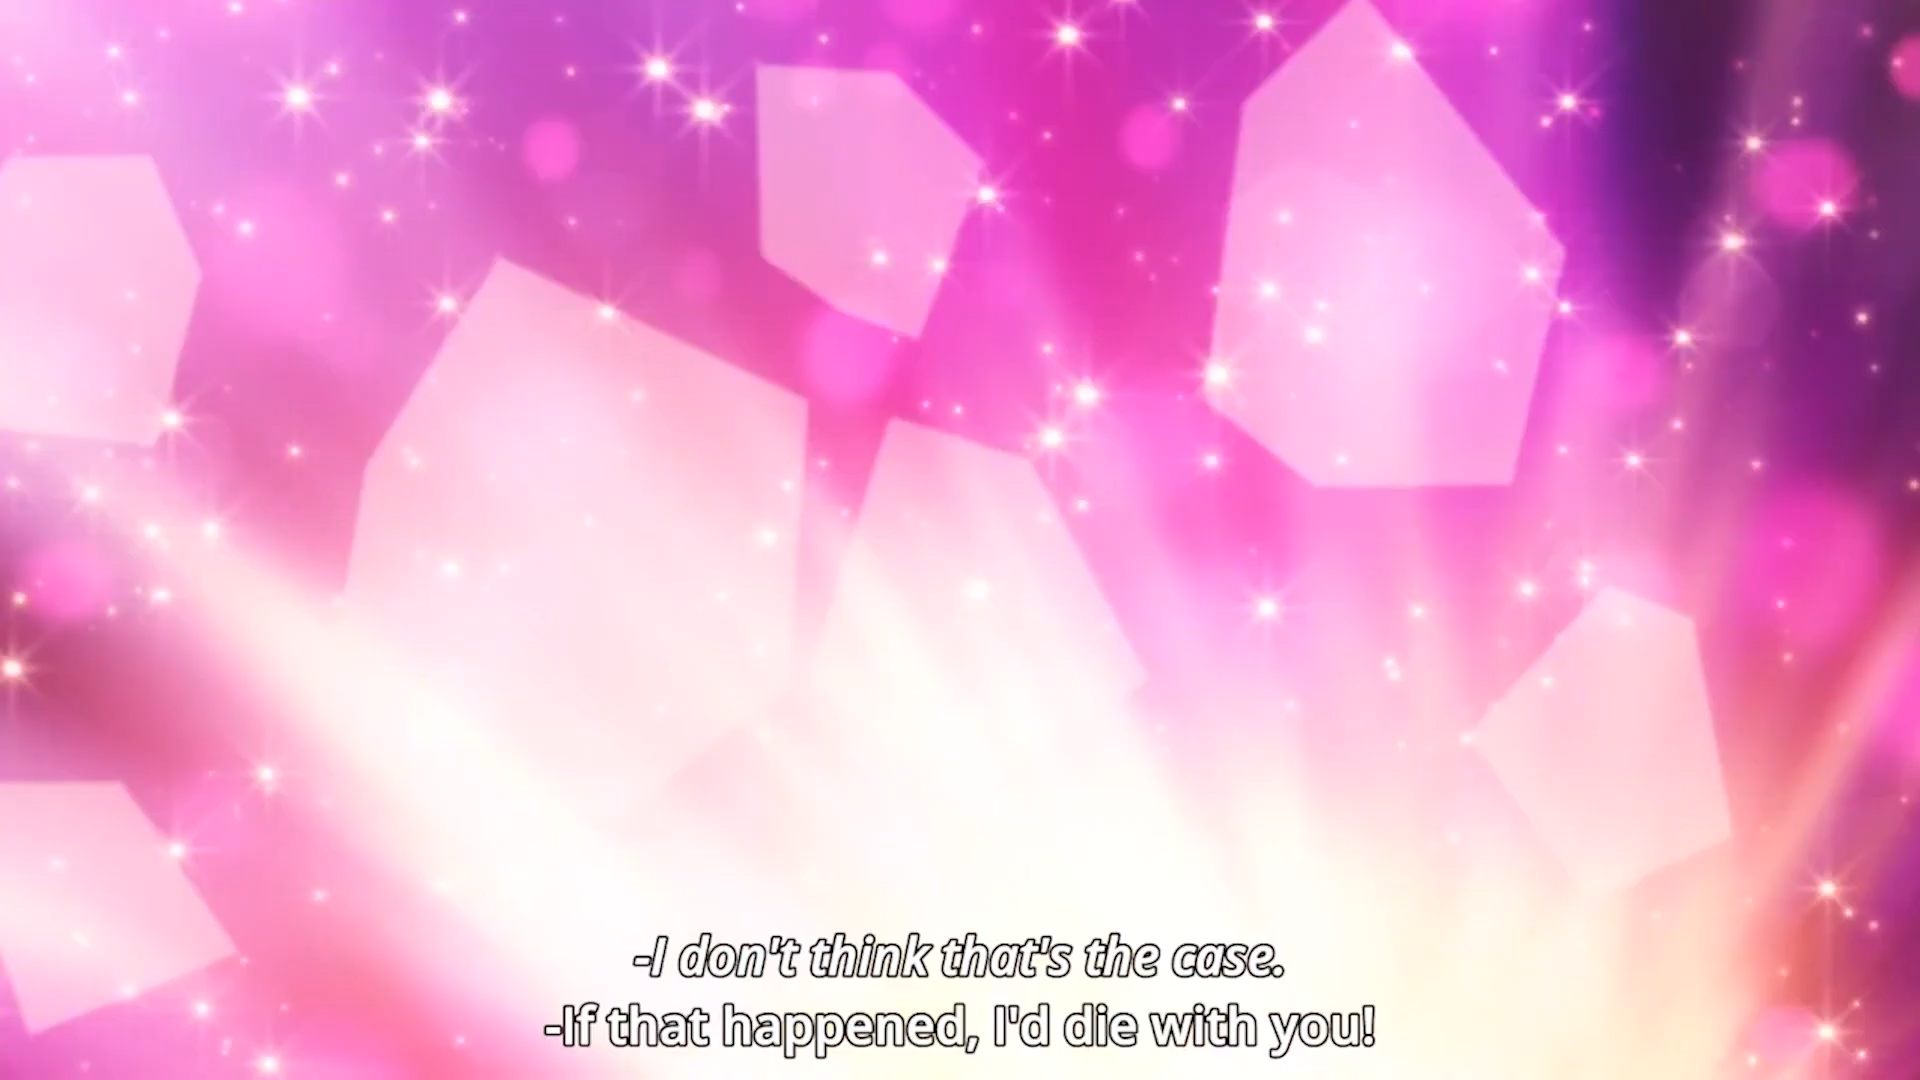 -I don't think that's the case.
-If that happened, I'd die with you!